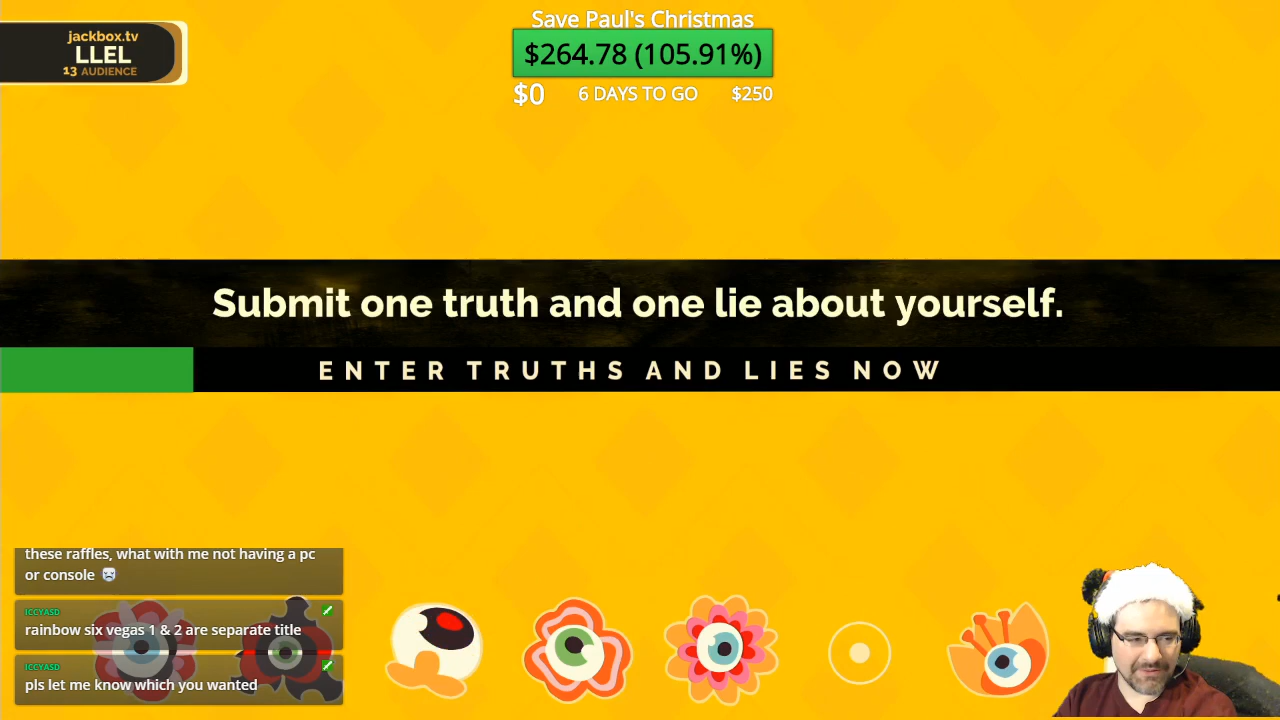 jackbox.tv
LLEL
13 AUDIENCE
Save Paul's Christmas
$264.78 (105.91%)
$0 6 DAYS TO GO $250
Submit one truth and one lie about yourself.
ENTER TRUTHS AND LIES NOW
these raffles, what with me not having a pc
or console
ICCYASD
rainbow six vegas 1 & 2 are separate title
ICCYASD
pls let me know which you wanted